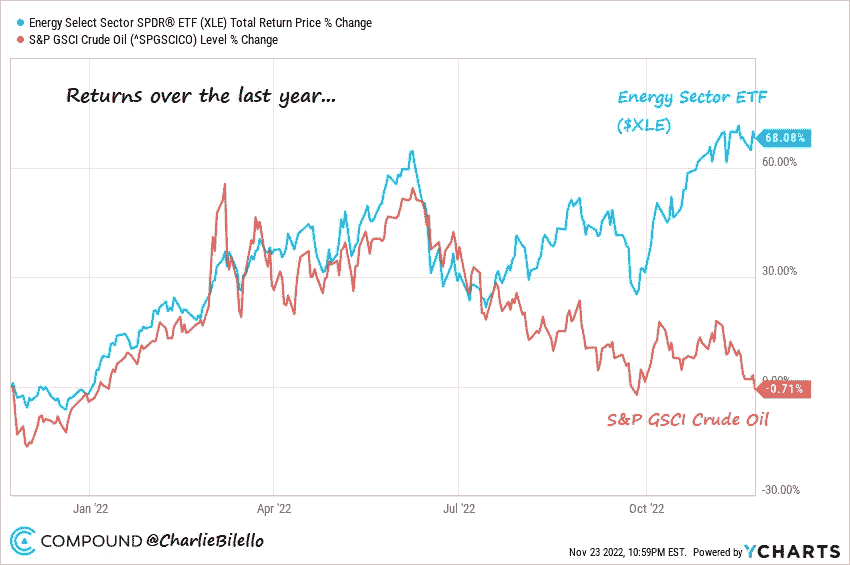 Energy Select Sector SPDR® ETF (XLE) Total Return Price % Change
S&P GSCI Crude Oil (^SPGSCICO) Level % Change
Returns over the last year...
Energy Sector ETF
($XLE)
68.08%
60.00%
30.00%
0.00%
-0.71%
S&P GSCI Crude Oil
-30.00%
Jan '22 Apr '22 Jul '22 Oct '22
COMPOUND @CharlieBilello
Nov 23 2022, 10:59PM EST. Powered by YCHARTS